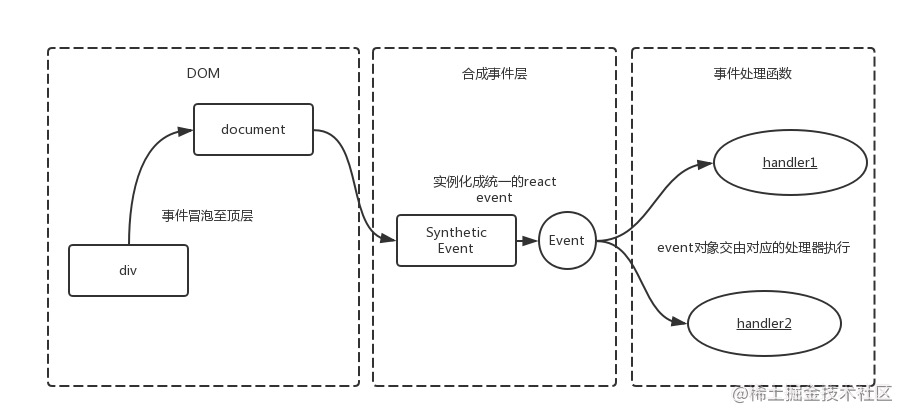 DOM
合成事件层
事件处理函数
document
handler1
实例化成统一的react
event
事件冒泡至顶层
Synthetic
Event
Event
event对象交由对应的处理器执行
div
handler2
@稀土掘金技术社区